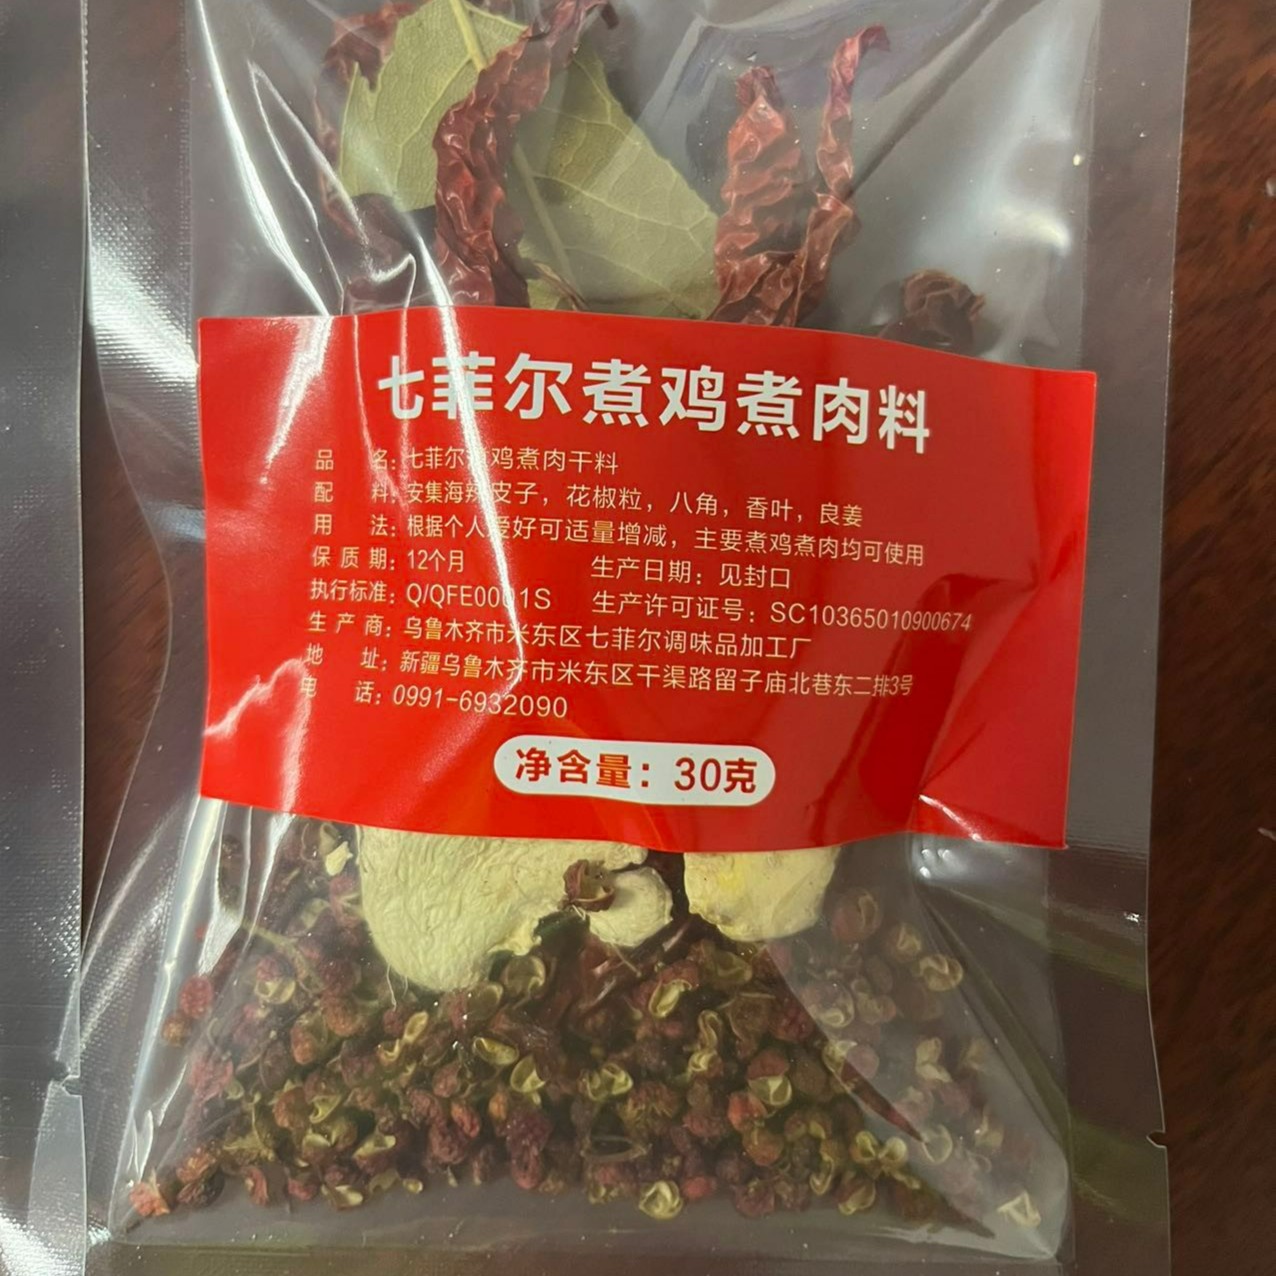 七菲尔煮鸡煮肉料
品 名：七菲尔煮鸡煮肉干料
配 料：安集海辣皮子，花椒粒，八角，香叶，良姜
用 法：根据个人爱好可适量增减，主要煮鸡煮肉均可使用
保 质 期：12个月 生产日期：见封口
执行标准：Q/QFE0001S 生产许可证号：SC10365010900674
生 产 商：乌鲁木齐市米东区七菲尔调味品加工厂
地 址：新疆乌鲁木齐市米东区干渠路留子庙北巷东二排3号
电 话：0991-6932090
净含量：30克